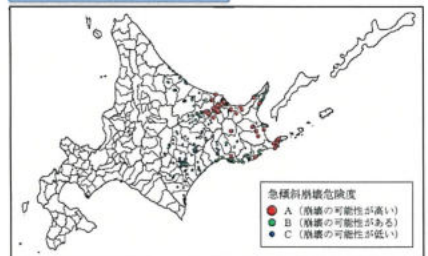 急傾斜崩壊危険度
A（崩壊の可能性が高い）
B（崩壊の可能性がある）
C（崩壊の可能性が低い）